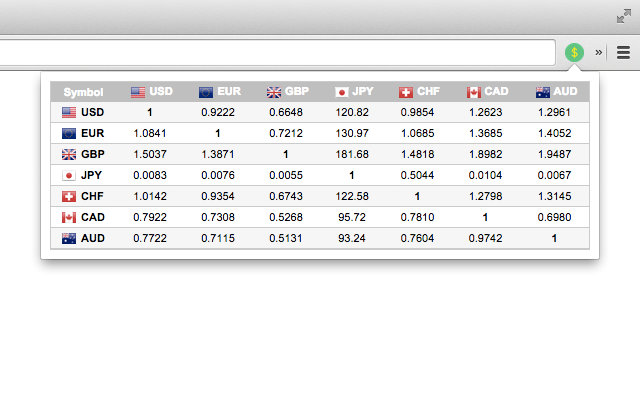 $ »
Symbol USD EUR GBP JPY CHF CAD AUD
USD 1 0.9222 0.6648 120.82 0.9854 1.2623 1.2961
EUR 1.0841 1 0.7212 130.97 1.0685 1.3685 1.4052
GBP 1.5037 1.3871 1 181.68 1.4818 1.8982 1.9487
JPY 0.0083 0.0076 0.0055 1 0.5044 0.0104 0.0067
CHF 1.0142 0.9354 0.6743 122.58 1 1.2798 1.3145
CAD 0.7922 0.7308 0.5268 95.72 0.7810 1 0.6980
AUD 0.7722 0.7115 0.5131 93.24 0.7604 0.9742 1